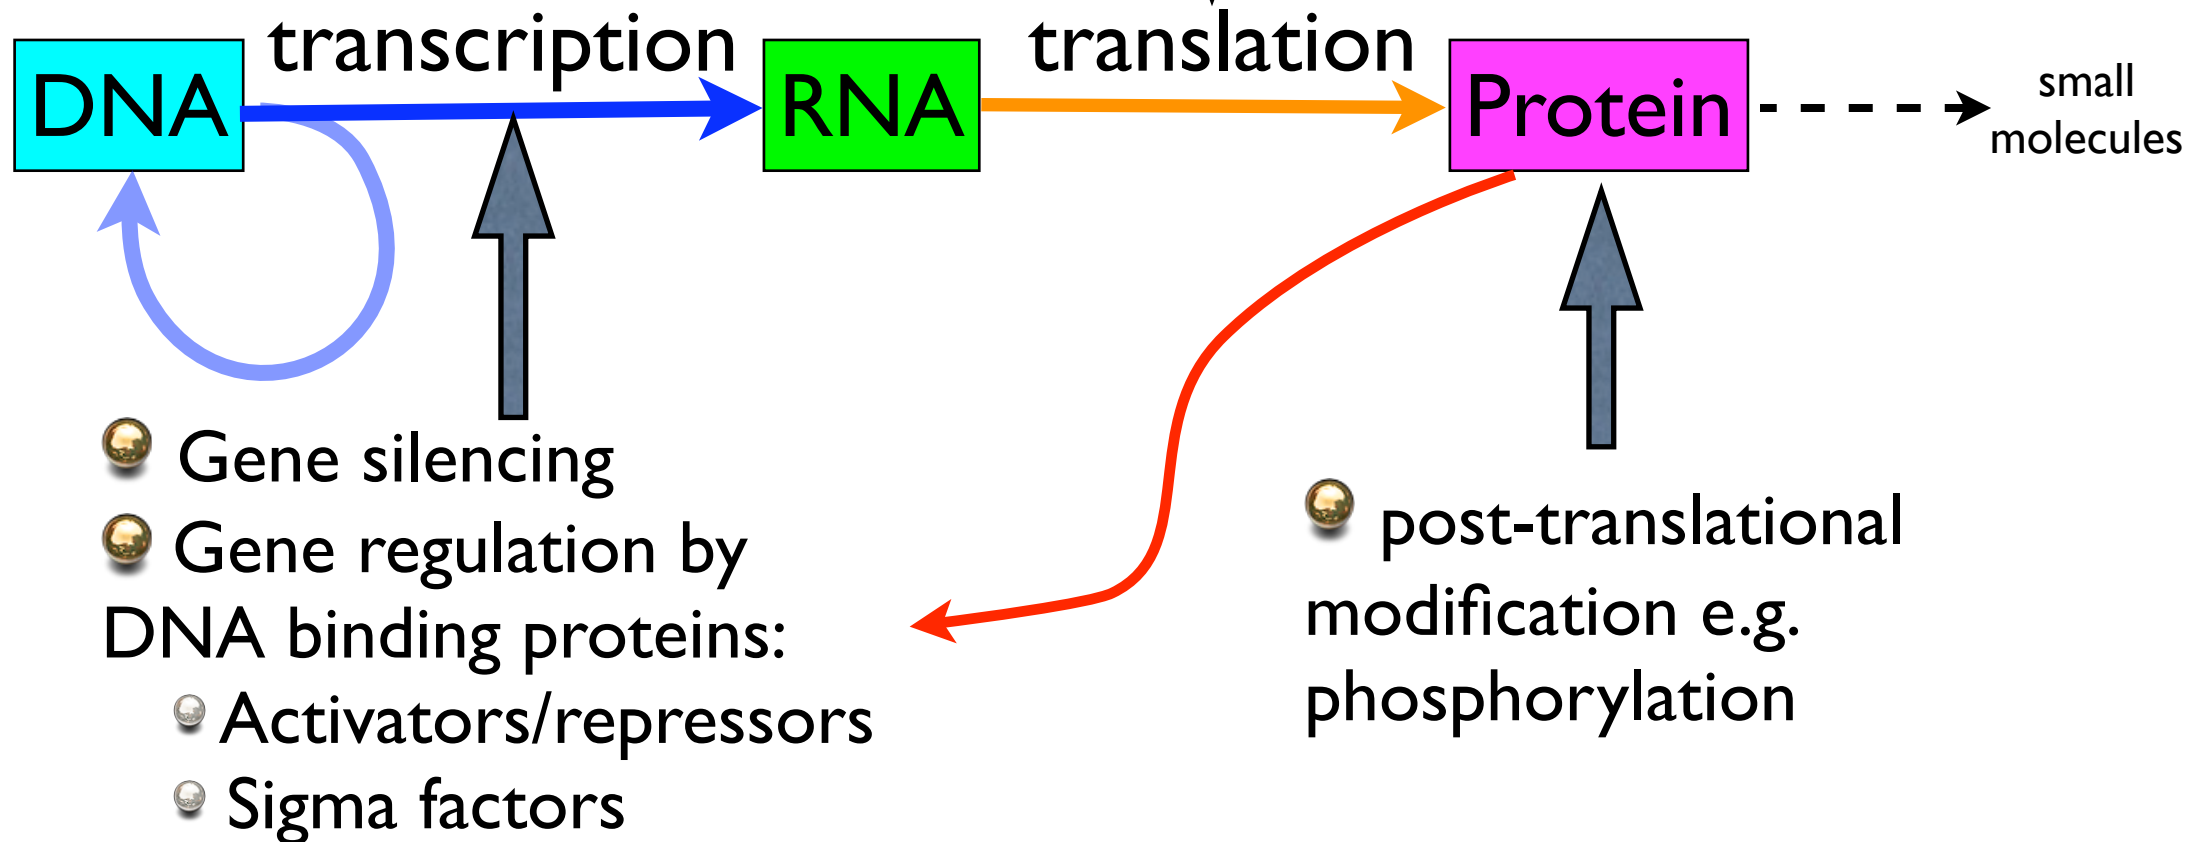 transcription
translation
DNA
RNA
Protein
small
molecules
Gene silencing
Gene regulation by
DNA binding proteins:
Activators/repressors
Sigma factors
post-translational
modification e.g.
phosphorylation